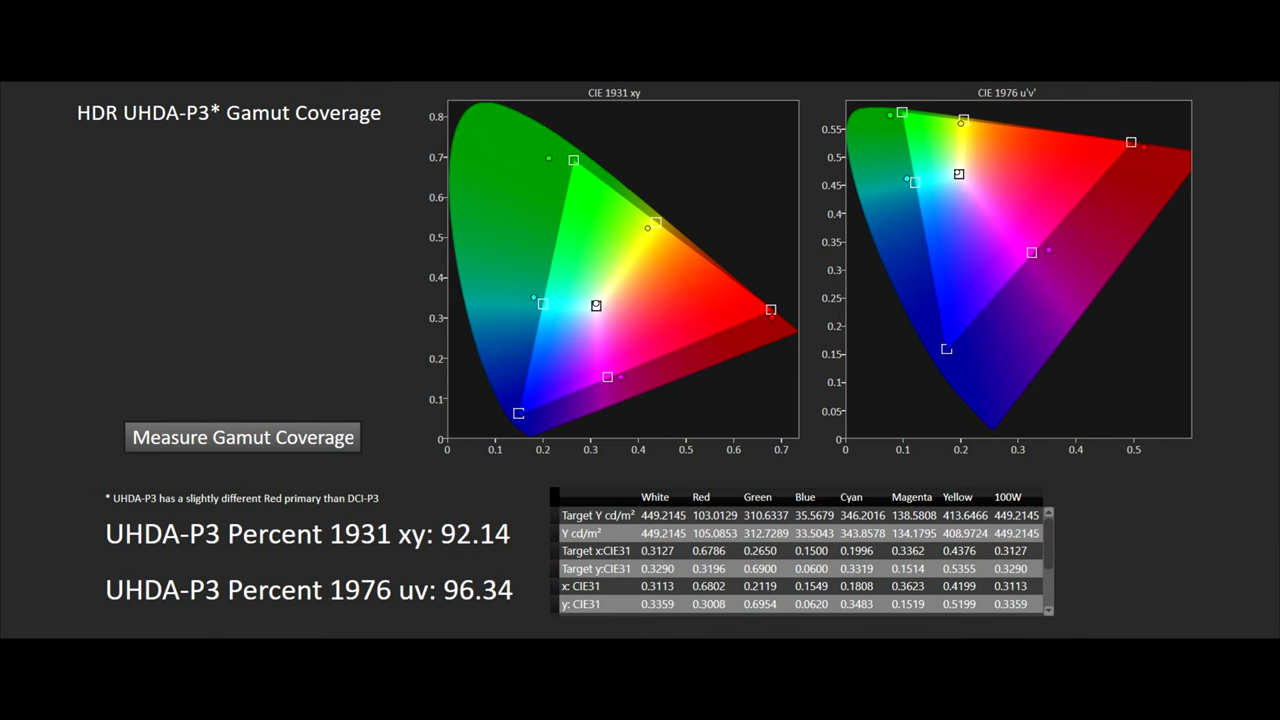 HDR UHDA-P3* Gamut Coverage
CIE 1931 xy
0.8
0.7
0.6
0.5
0.4
0.3
0.2
0.1
0
0 0.1 0.2 0.3 0.4 0.5 0.6 0.7
CIE 1976 u'v'
0.55
0.5
0.45
0.4
0.35
0.3
0.25
0.2
0.15
0.1
0.05
0
0 0.1 0.2 0.3 0.4 0.5
Measure Gamut Coverage
* UHDA-P3 has a slightly different Red primary than DCI-P3
UHDA-P3 Percent 1931 xy: 92.14
UHDA-P3 Percent 1976 uv: 96.34
White Red Green Blue Cyan Magenta Yellow 100W
Target Y cd/m² 449.2145 103.0129 310.6337 35.5679 346.2016 138.5808 413.6466 449.2145
Y cd/m² 449.2145 105.0853 312.7289 33.5043 343.8578 134.1795 408.9724 449.2145
Target x:CIE31 0.3127 0.6786 0.2650 0.1500 0.1996 0.3362 0.4376 0.3127
Target y:CIE31 0.3290 0.3196 0.6900 0.0600 0.3319 0.1514 0.5355 0.3290
x: CIE31 0.3113 0.6802 0.2119 0.1549 0.1808 0.3623 0.4199 0.3113
y: CIE31 0.3359 0.3008 0.6954 0.0620 0.3483 0.1519 0.5199 0.3359